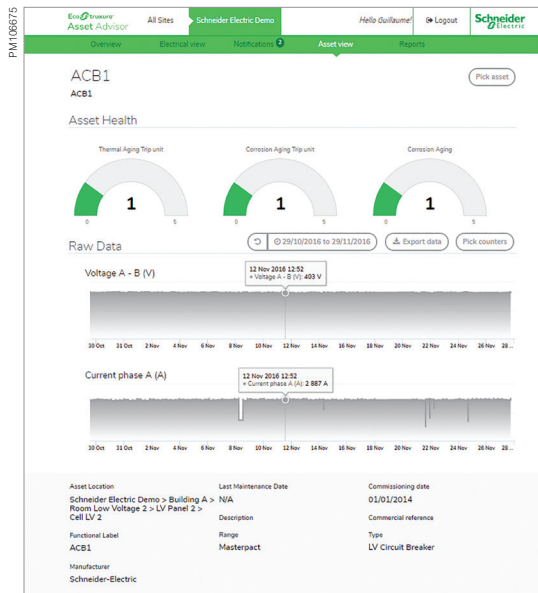 PM106675
EcoStruxure
Asset Advisor
All Sites
Schneider Electric Demo
Hello Guillaume!
Logout
Schneider
Electric
Overview
Electrical view
Notifications 2
Asset view
Reports
ACB1
Pick asset
ACB1
Asset Health
Thermal Aging Trip unit
Corrosion Aging Trip unit
Corrosion Aging
1
1
1
0 5
0 5
0 5
Raw Data
29/10/2016 to 29/11/2016
Export data
Pick counters
Voltage A - B (V)
12 Nov 2016 12:52
Voltage A - B (V): 403 V
30 Oct 31 Oct 2 Nov 4 Nov 6 Nov 8 Nov 10 Nov 12 Nov 14 Nov 16 Nov 18 Nov 20 Nov 22 Nov 24 Nov 26 Nov 28...
Current phase A (A)
12 Nov 2016 12:52
Current phase A (A): 2 887 A
30 Oct 31 Oct 2 Nov 4 Nov 6 Nov 8 Nov 10 Nov 12 Nov 14 Nov 16 Nov 18 Nov 20 Nov 22 Nov 24 Nov 26 Nov 28...
Asset Location
Schneider Electric Demo > Building A >
Room Low Voltage 2 > LV Panel 2 >
Cell LV 2
Last Maintenance Date
N/A
Commissioning date
01/01/2014
Description
Commercial reference
Functional Label
ACB1
Range
Masterpact
Type
LV Circuit Breaker
Manufacturer
Schneider-Electric